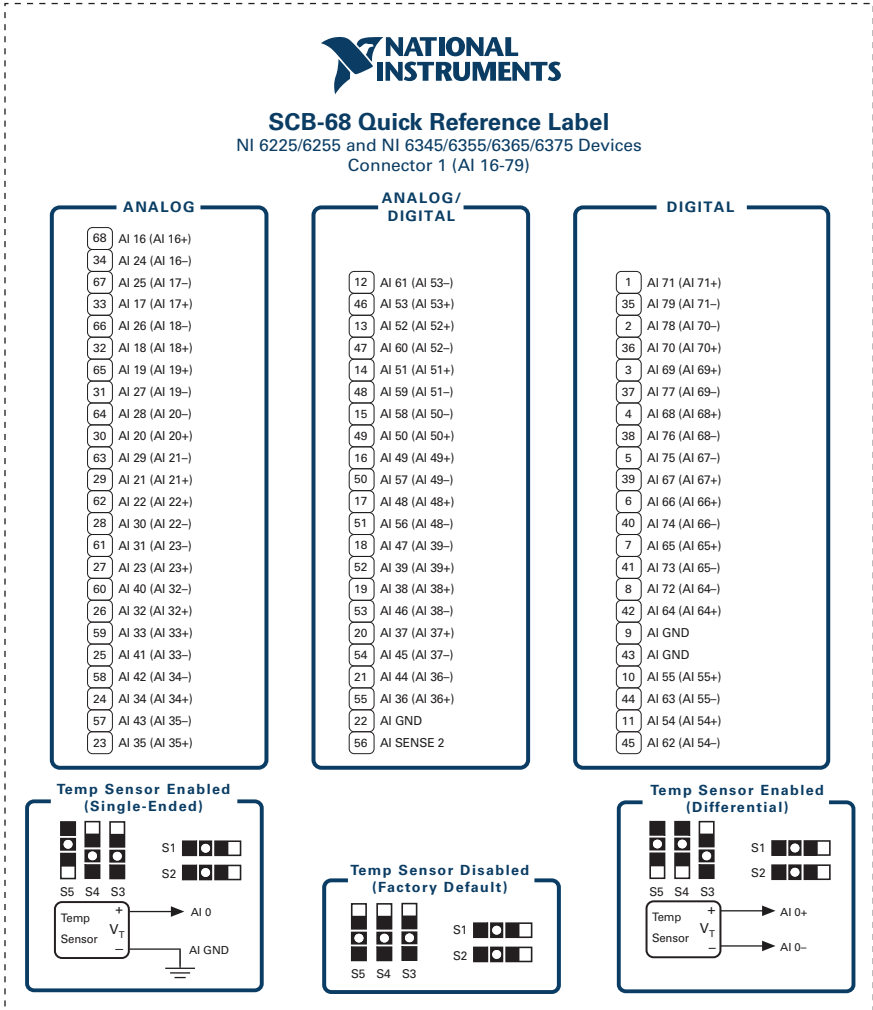 NATIONAL
INSTRUMENTS
SCB-68 Quick Reference Label
NI 6225/6255 and NI 6345/6355/6365/6375 Devices
Connector 1 (AI 16-79)
ANALOG
68 AI 16 (AI 16+)
34 AI 24 (AI 16–)
67 AI 25 (AI 17–)
33 AI 17 (AI 17+)
66 AI 26 (AI 18–)
32 AI 18 (AI 18+)
65 AI 19 (AI 19+)
31 AI 27 (AI 19–)
64 AI 28 (AI 20–)
30 AI 20 (AI 20+)
63 AI 29 (AI 21–)
29 AI 21 (AI 21+)
62 AI 22 (AI 22+)
28 AI 30 (AI 22–)
61 AI 31 (AI 23–)
27 AI 23 (AI 23+)
60 AI 40 (AI 32–)
26 AI 32 (AI 32+)
59 AI 33 (AI 33+)
25 AI 41 (AI 33–)
58 AI 42 (AI 34–)
24 AI 34 (AI 34+)
57 AI 43 (AI 35–)
23 AI 35 (AI 35+)
ANALOG/
DIGITAL
12 AI 61 (AI 53–)
46 AI 53 (AI 53+)
13 AI 52 (AI 52+)
47 AI 60 (AI 52–)
14 AI 51 (AI 51+)
48 AI 59 (AI 51–)
15 AI 58 (AI 50–)
49 AI 50 (AI 50+)
16 AI 49 (AI 49+)
50 AI 57 (AI 49–)
17 AI 48 (AI 48+)
51 AI 56 (AI 48–)
18 AI 47 (AI 39–)
52 AI 39 (AI 39+)
19 AI 38 (AI 38+)
53 AI 46 (AI 38–)
20 AI 37 (AI 37+)
54 AI 45 (AI 37–)
21 AI 44 (AI 36–)
55 AI 36 (AI 36+)
22 AI GND
56 AI SENSE 2
DIGITAL
1 AI 71 (AI 71+)
35 AI 79 (AI 71–)
2 AI 78 (AI 70–)
36 AI 70 (AI 70+)
3 AI 69 (AI 69+)
37 AI 77 (AI 69–)
4 AI 68 (AI 68+)
38 AI 76 (AI 68–)
5 AI 75 (AI 67–)
39 AI 67 (AI 67+)
6 AI 66 (AI 66+)
40 AI 74 (AI 66–)
7 AI 65 (AI 65+)
41 AI 73 (AI 65–)
8 AI 72 (AI 64–)
42 AI 64 (AI 64+)
9 AI GND
43 AI GND
10 AI 55 (AI 55+)
44 AI 63 (AI 55–)
11 AI 54 (AI 54+)
45 AI 62 (AI 54–)
Temp Sensor Enabled
(Single-Ended)
S1
S2
S5 S4 S3
Temp
Sensor
+
VT
–
AI 0
AI GND
Temp Sensor Disabled
(Factory Default)
S1
S2
S5 S4 S3
Temp Sensor Enabled
(Differential)
S1
S2
S5 S4 S3
Temp
Sensor
+
VT
–
AI 0+
AI 0–